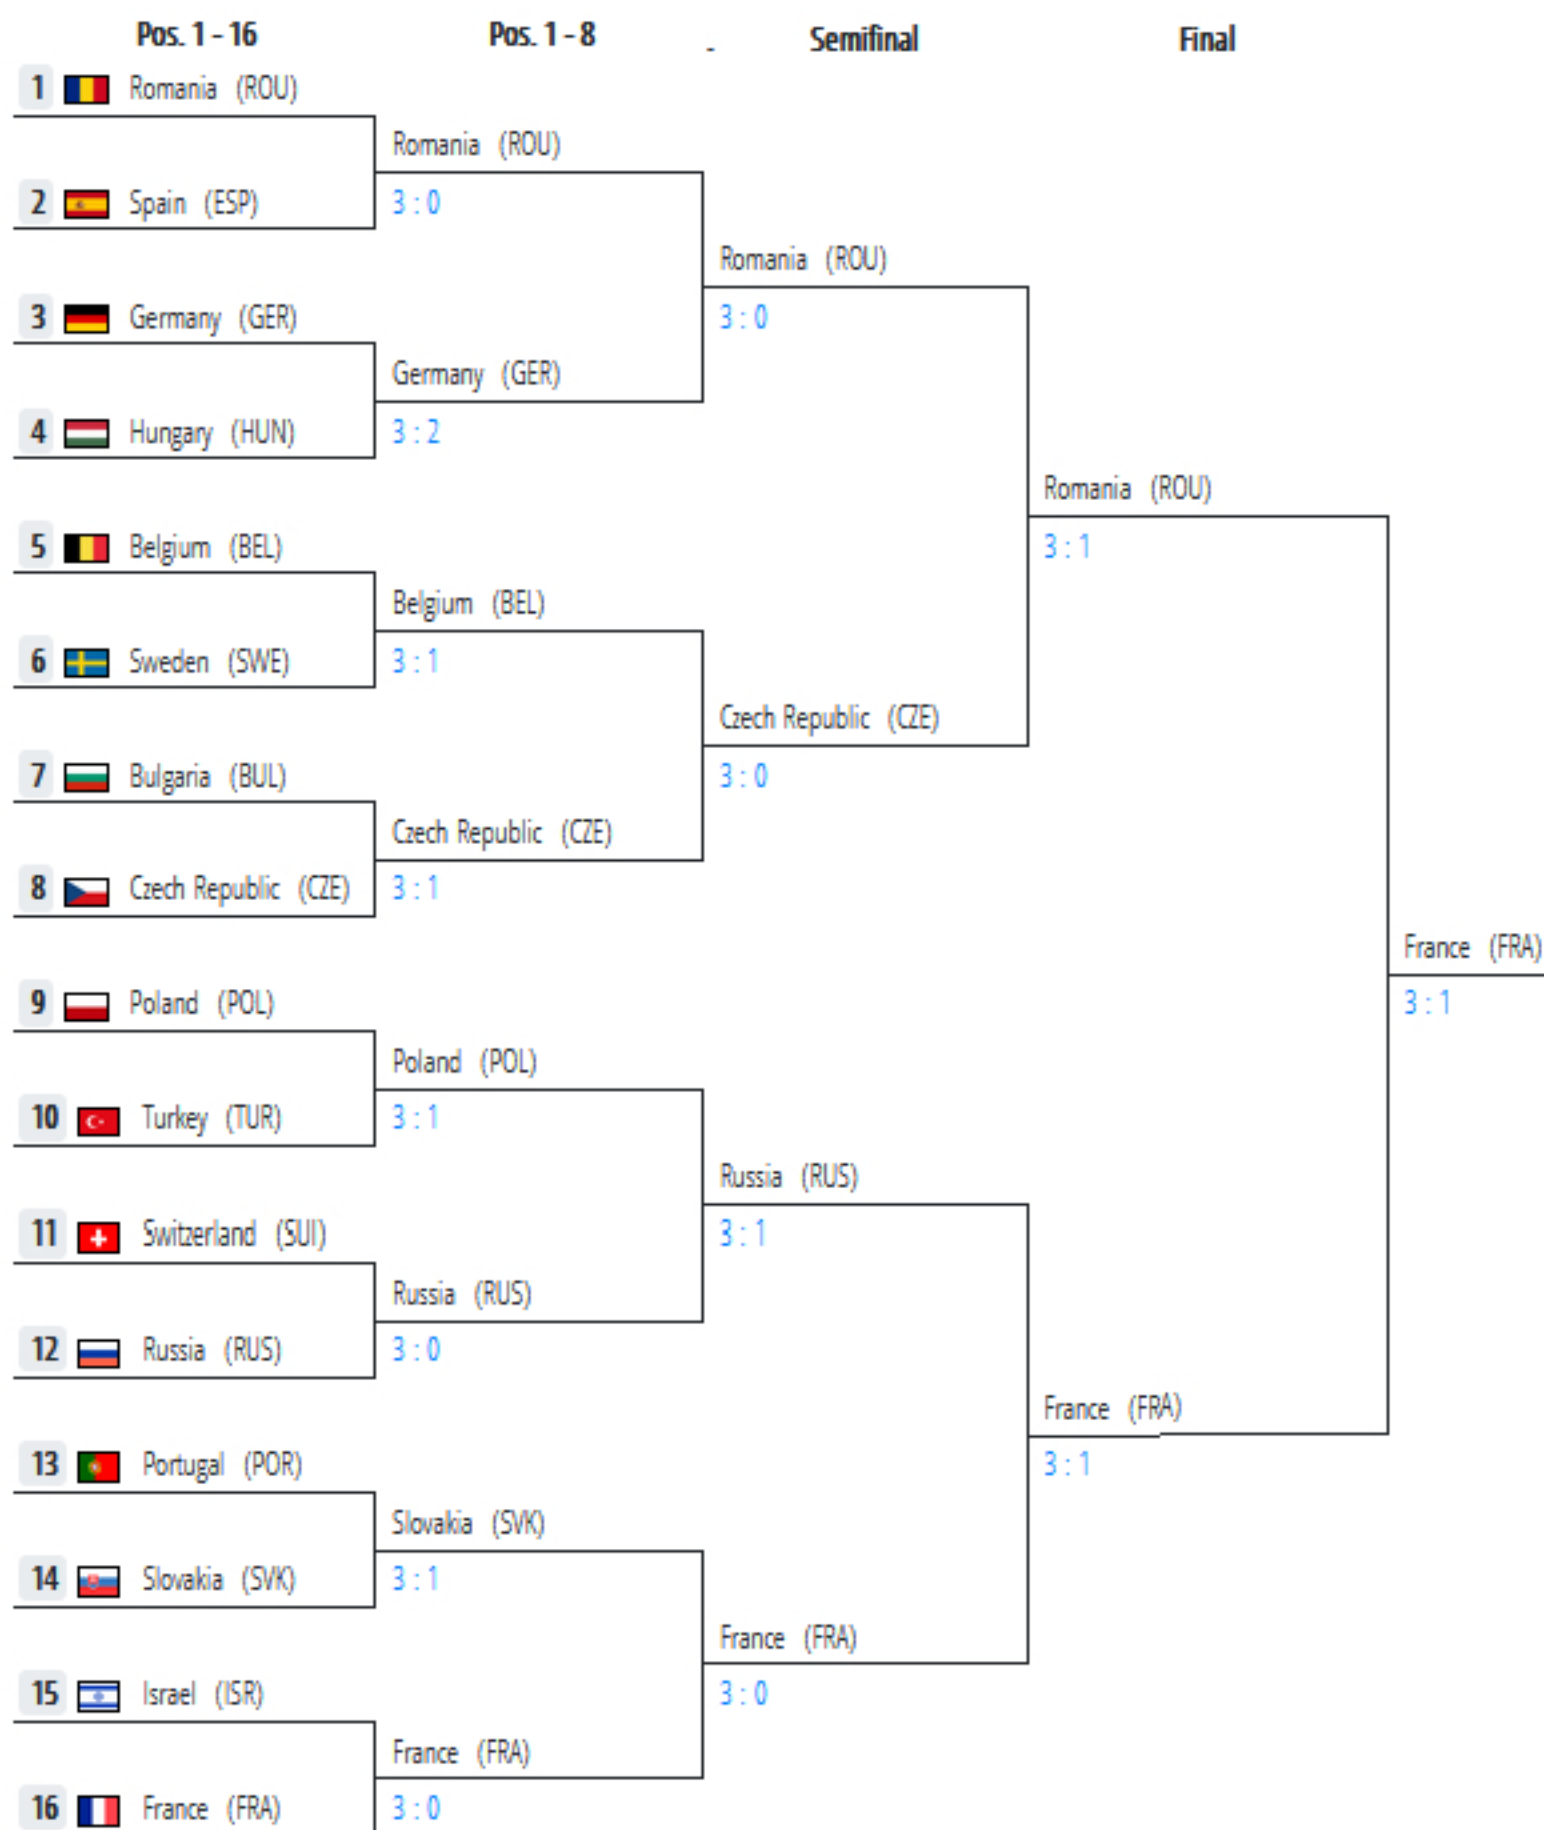 Pos. 1 - 16 Pos. 1 - 8 - Semifinal Final
1 Romania (ROU)
Romania (ROU)
2 Spain (ESP) 3 : 0
Romania (ROU)
3 Germany (GER) 3 : 0
Germany (GER)
4 Hungary (HUN) 3 : 2
Romania (ROU)
5 Belgium (BEL) 3 : 1
Belgium (BEL)
6 Sweden (SWE) 3 : 1
Czech Republic (CZE)
7 Bulgaria (BUL) 3 : 0
Czech Republic (CZE)
8 Czech Republic (CZE) 3 : 1
France (FRA)
9 Poland (POL) 3 : 1
Poland (POL)
10 Turkey (TUR) 3 : 1
Russia (RUS)
11 Switzerland (SUI) 3 : 1
Russia (RUS)
12 Russia (RUS) 3 : 0
France (FRA)
13 Portugal (POR) 3 : 1
Slovakia (SVK)
14 Slovakia (SVK) 3 : 1
France (FRA)
15 Israel (ISR) 3 : 0
France (FRA)
16 France (FRA) 3 : 0